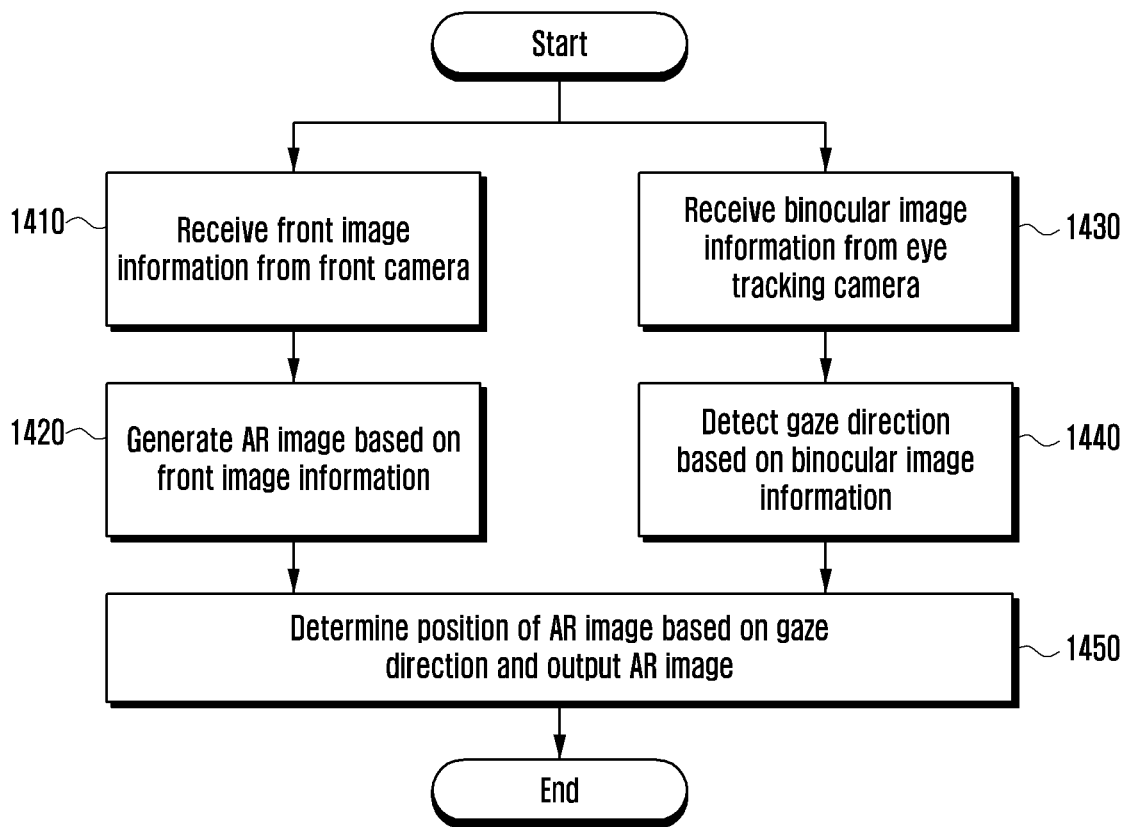 Start
1410
Receive front image
information from front camera
Receive binocular image
information from eye
tracking camera
1430
1420
Generate AR image based on
front image information
Detect gaze direction
based on binocular image
information
1440
Determine position of AR image based on gaze
direction and output AR image
1450
End